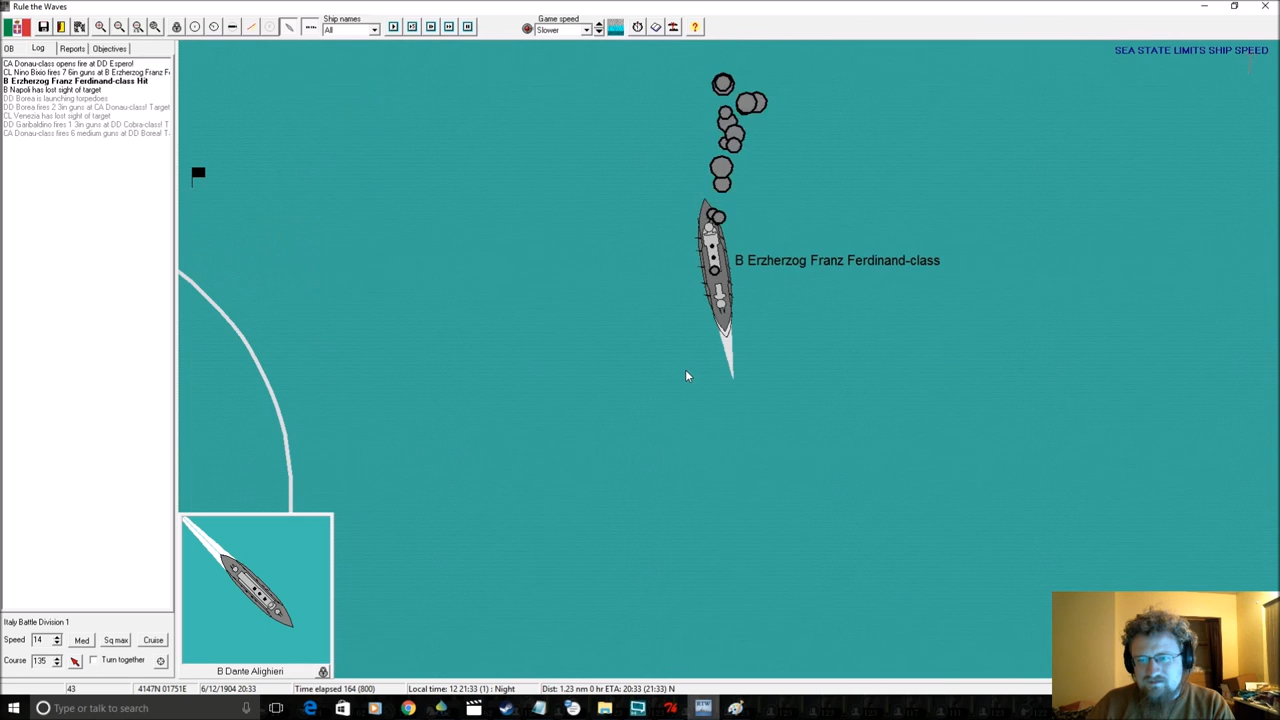 Rule the Waves
Ship names
All
Game speed
Slower
OB Log Reports Objectives
SEA STATE LIMITS SHIP SPEED
CA Donau-class opens fire at DD Espero!
CL Nino Bixio fires 7 6in guns at B Erzherzog Franz F
B Erzherzog Franz Ferdinand-class Hit
B Napoli has lost sight of target
DD Borea is launching torpedoes
DD Borea fires 2 3in guns at CA Donau-class! Target
CL Venezia has lost sight of target
DD Garibaldino fires 1 3in guns at DD Cobra-class! T
CA Donau-class fires 6 medium guns at DD Borea! T
B Erzherzog Franz Ferdinand-class
Italy Battle Division 1
Speed 14 Med Sq max Cruise
Course 135 Turn together
B Dante Alighieri
43 4147N 01751E 6/12/1904 20:33 Time elapsed 164 (800) Local time: 12 21:33 (1) : Night Dist: 1.23 nm 0 hr ETA: 20:33 (21:33) N
Type or talk to search
RTW